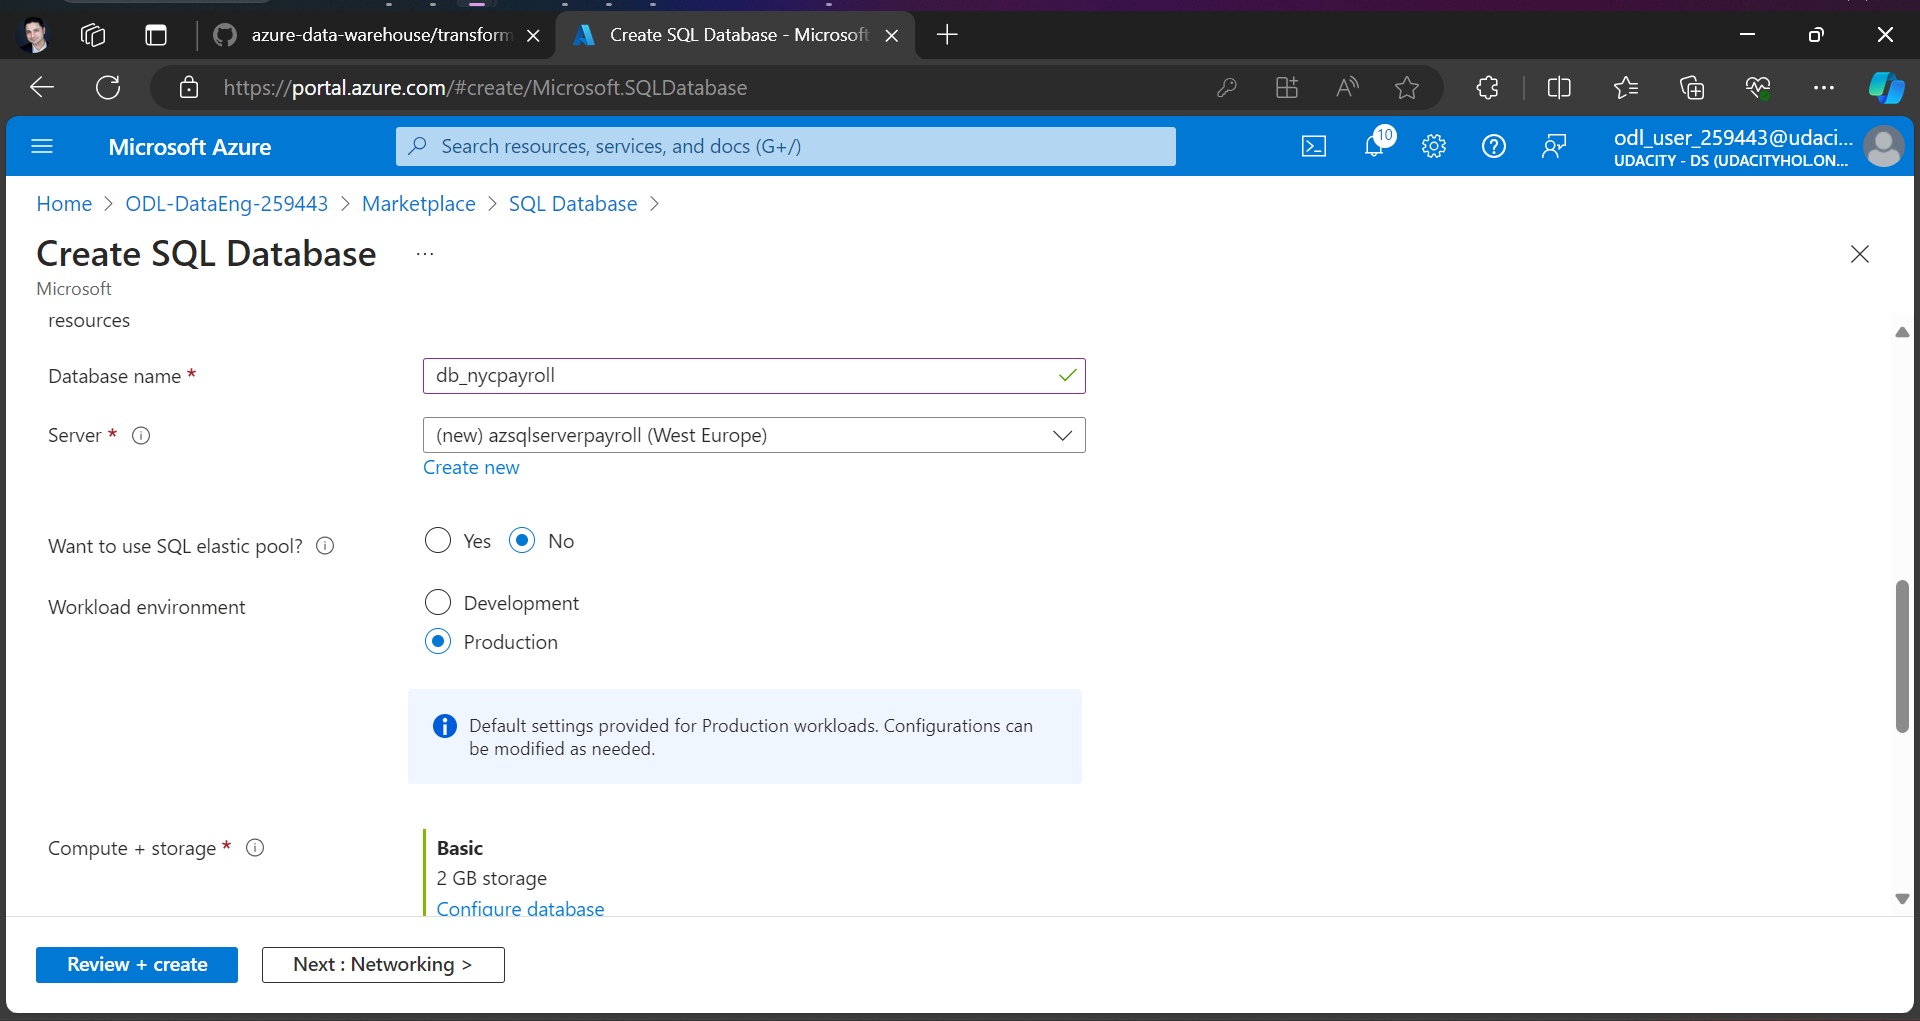 azure-data-warehouse/transform
Create SQL Database - Microsoft
https://portal.azure.com/#create/Microsoft.SQLDatabase
Microsoft Azure
Search resources, services, and docs (G+/)
10
odl_user_259443@udaci...
UDACITY - DS (UDACITYHOL.ON...
Home > ODL-DataEng-259443 > Marketplace > SQL Database >
Create SQL Database ...
Microsoft
resources
Database name *
db_nycpayroll
Server *
(new) azsqlserverpayroll (West Europe)
Create new
Want to use SQL elastic pool?
Yes No
Workload environment
Development
Production
Default settings provided for Production workloads. Configurations can
be modified as needed.
Compute + storage *
Basic
2 GB storage
Configure database
Review + create
Next : Networking >